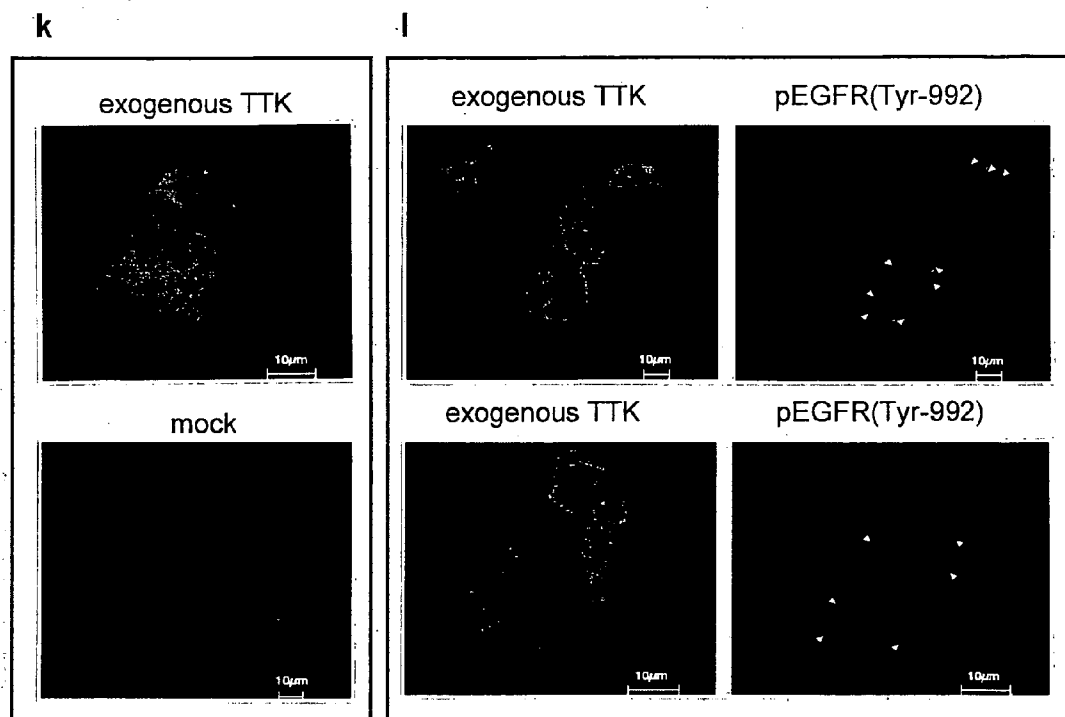 k
l
exogenous TTK
exogenous TTK
pEGFR(Tyr-992)
10μm
10μm
10μm
mock
exogenous TTK
pEGFR(Tyr-992)
10μm
10μm
10μm